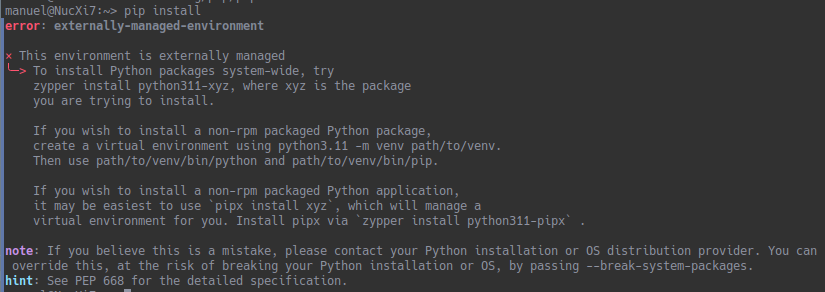 manuel@NucXi7:~> pip install
error: externally-managed-environment
× This environment is externally managed
╰─> To install Python packages system-wide, try
zypper install python311-xyz, where xyz is the package
you are trying to install.
If you wish to install a non-rpm packaged Python package,
create a virtual environment using python3.11 -m venv path/to/venv.
Then use path/to/venv/bin/python and path/to/venv/bin/pip.
If you wish to install a non-rpm packaged Python application,
it may be easiest to use `pipx install xyz`, which will manage a
virtual environment for you. Install pipx via `zypper install python311-pipx` .
note: If you believe this is a mistake, please contact your Python installation or OS distribution provider. You can
override this, at the risk of breaking your Python installation or OS, by passing --break-system-packages.
hint: See PEP 668 for the detailed specification.